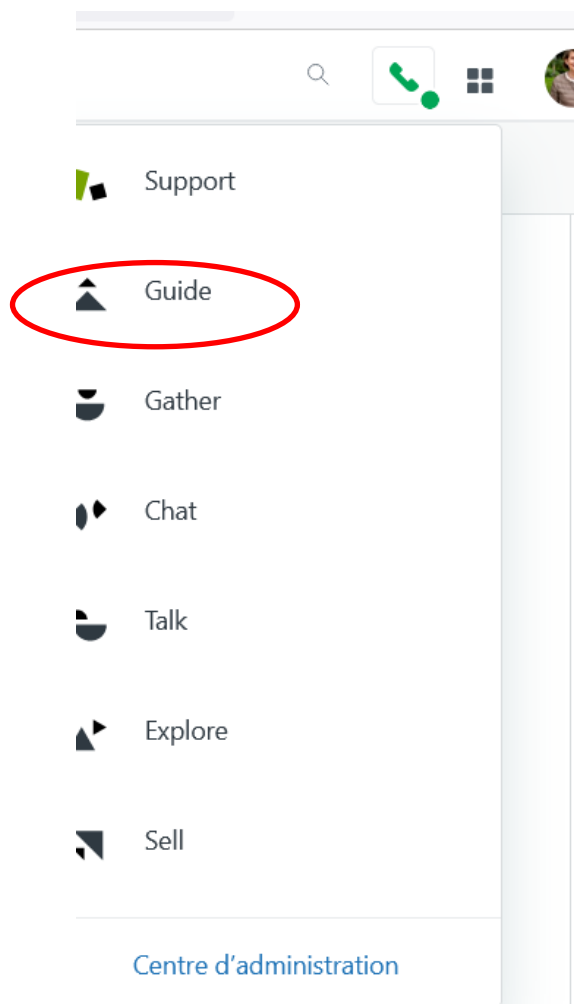 Support
Guide
Gather
Chat
Talk
Explore
Sell
Centre d’administration